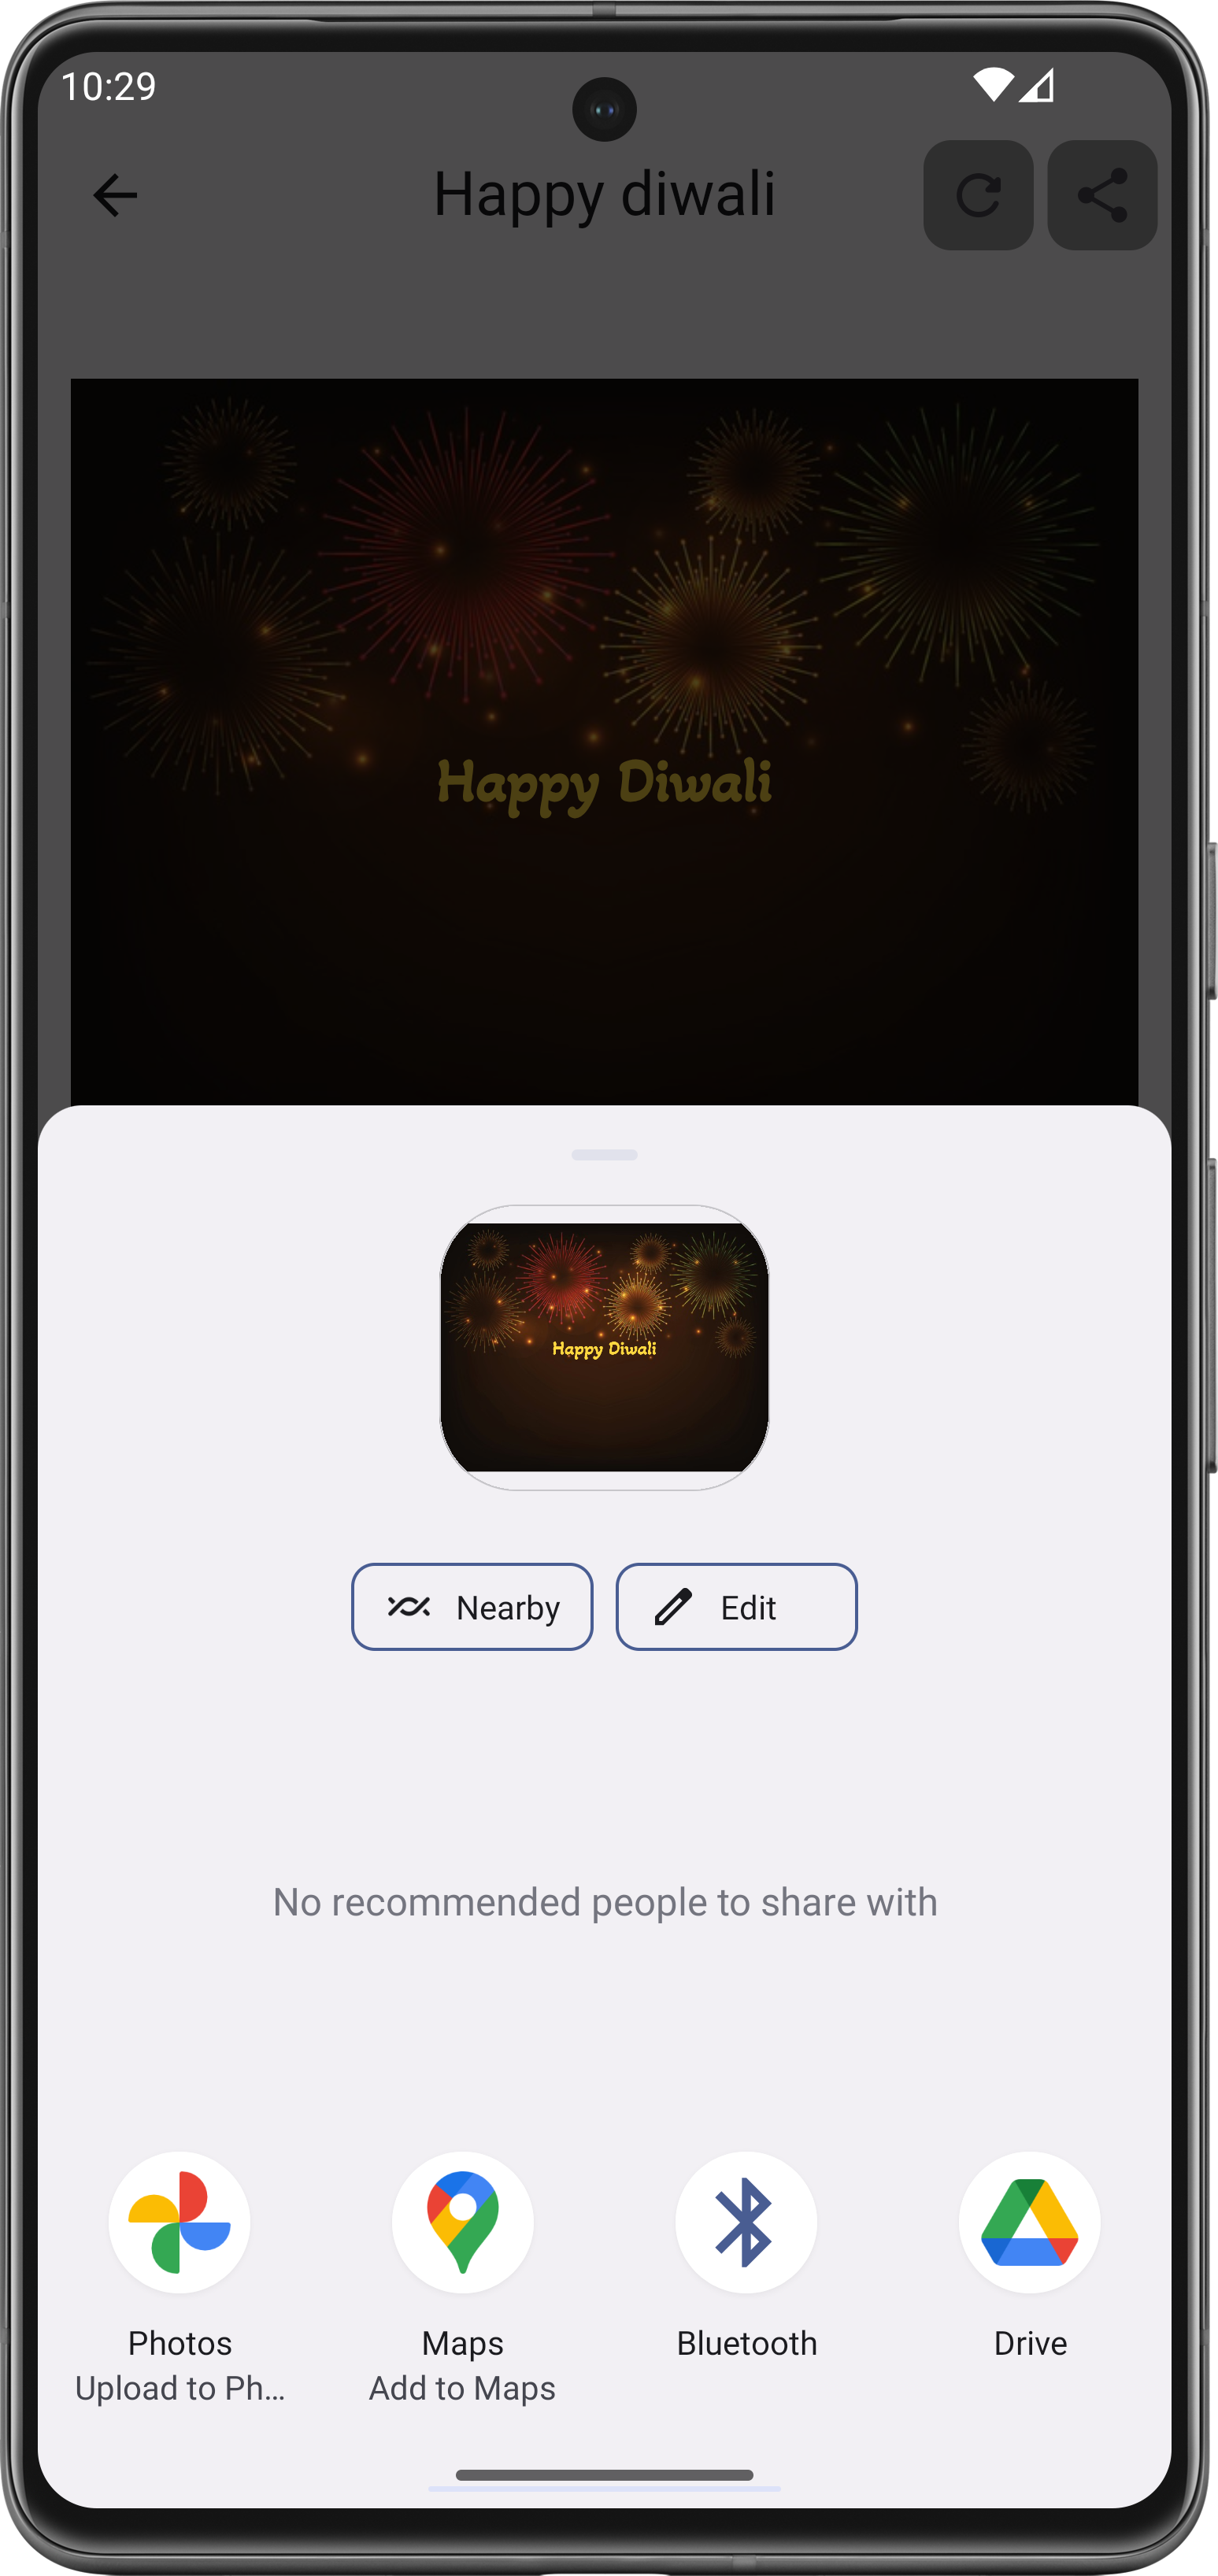 10:29
Happy diwali
Happy Diwali
Happy Diwali
Nearby
Edit
No recommended people to share with
Photos
Upload to Ph...
Maps
Add to Maps
Bluetooth
Drive